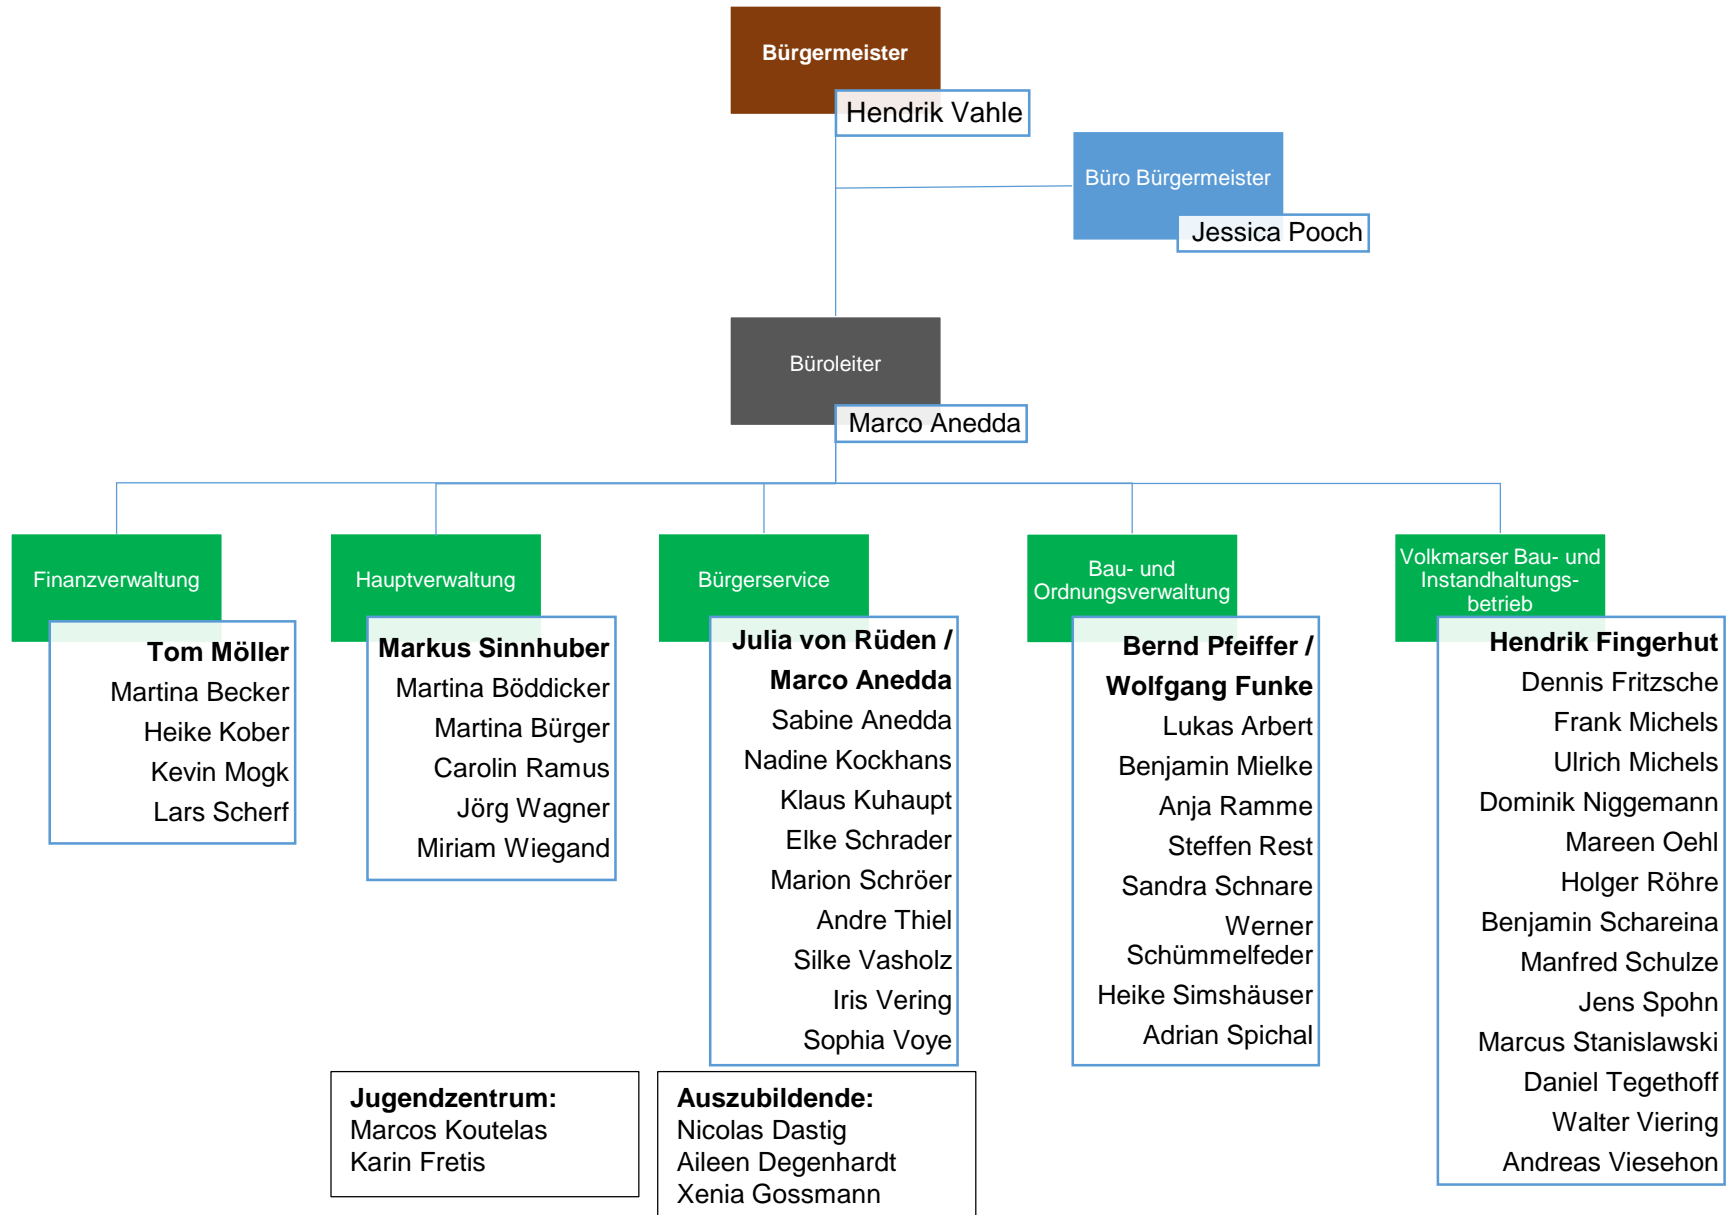 Bürgermeister
Hendrik Vahle
Büro Bürgermeister
Jessica Pooch
Büroleiter
Marco Anedda
Finanzverwaltung
Tom Möller
Martina Becker
Heike Kober
Kevin Mogk
Lars Scherf
Hauptverwaltung
Markus Sinnhuber
Martina Böddicker
Martina Bürger
Carolin Ramus
Jörg Wagner
Miriam Wiegand
Bürgerservice
Julia von Rüden /
Marco Anedda
Sabine Anedda
Nadine Kockhans
Klaus Kuhaupt
Elke Schrader
Marion Schröer
Andre Thiel
Silke Vasholz
Iris Vering
Sophia Voye
Bau- und
Ordnungsverwaltung
Bernd Pfeiffer /
Wolfgang Funke
Lukas Arbert
Benjamin Mielke
Anja Ramme
Steffen Rest
Sandra Schnare
Werner
Schümmelfeder
Heike Simshäuser
Adrian Spichal
Volkmarser Bau- und
Instandhaltungs-
betrieb
Hendrik Fingerhut
Dennis Fritzsche
Frank Michels
Ulrich Michels
Dominik Niggemann
Mareen Oehl
Holger Röhre
Benjamin Schareina
Manfred Schulze
Jens Spohn
Marcus Stanislawski
Daniel Tegethoff
Walter Viering
Andreas Viesehon
Jugendzentrum:
Marcos Koutelas
Karin Fretis
Auszubildende:
Nicolas Dastig
Aileen Degenhardt
Xenia Gossmann